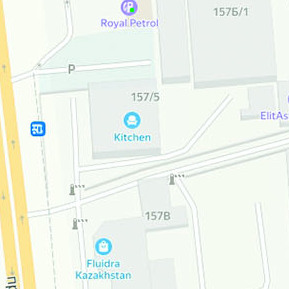 157Б/1
Royal Petrol
P
157/5
ElitAs
Kitchen
157В
Fluidra
Kazakhstan